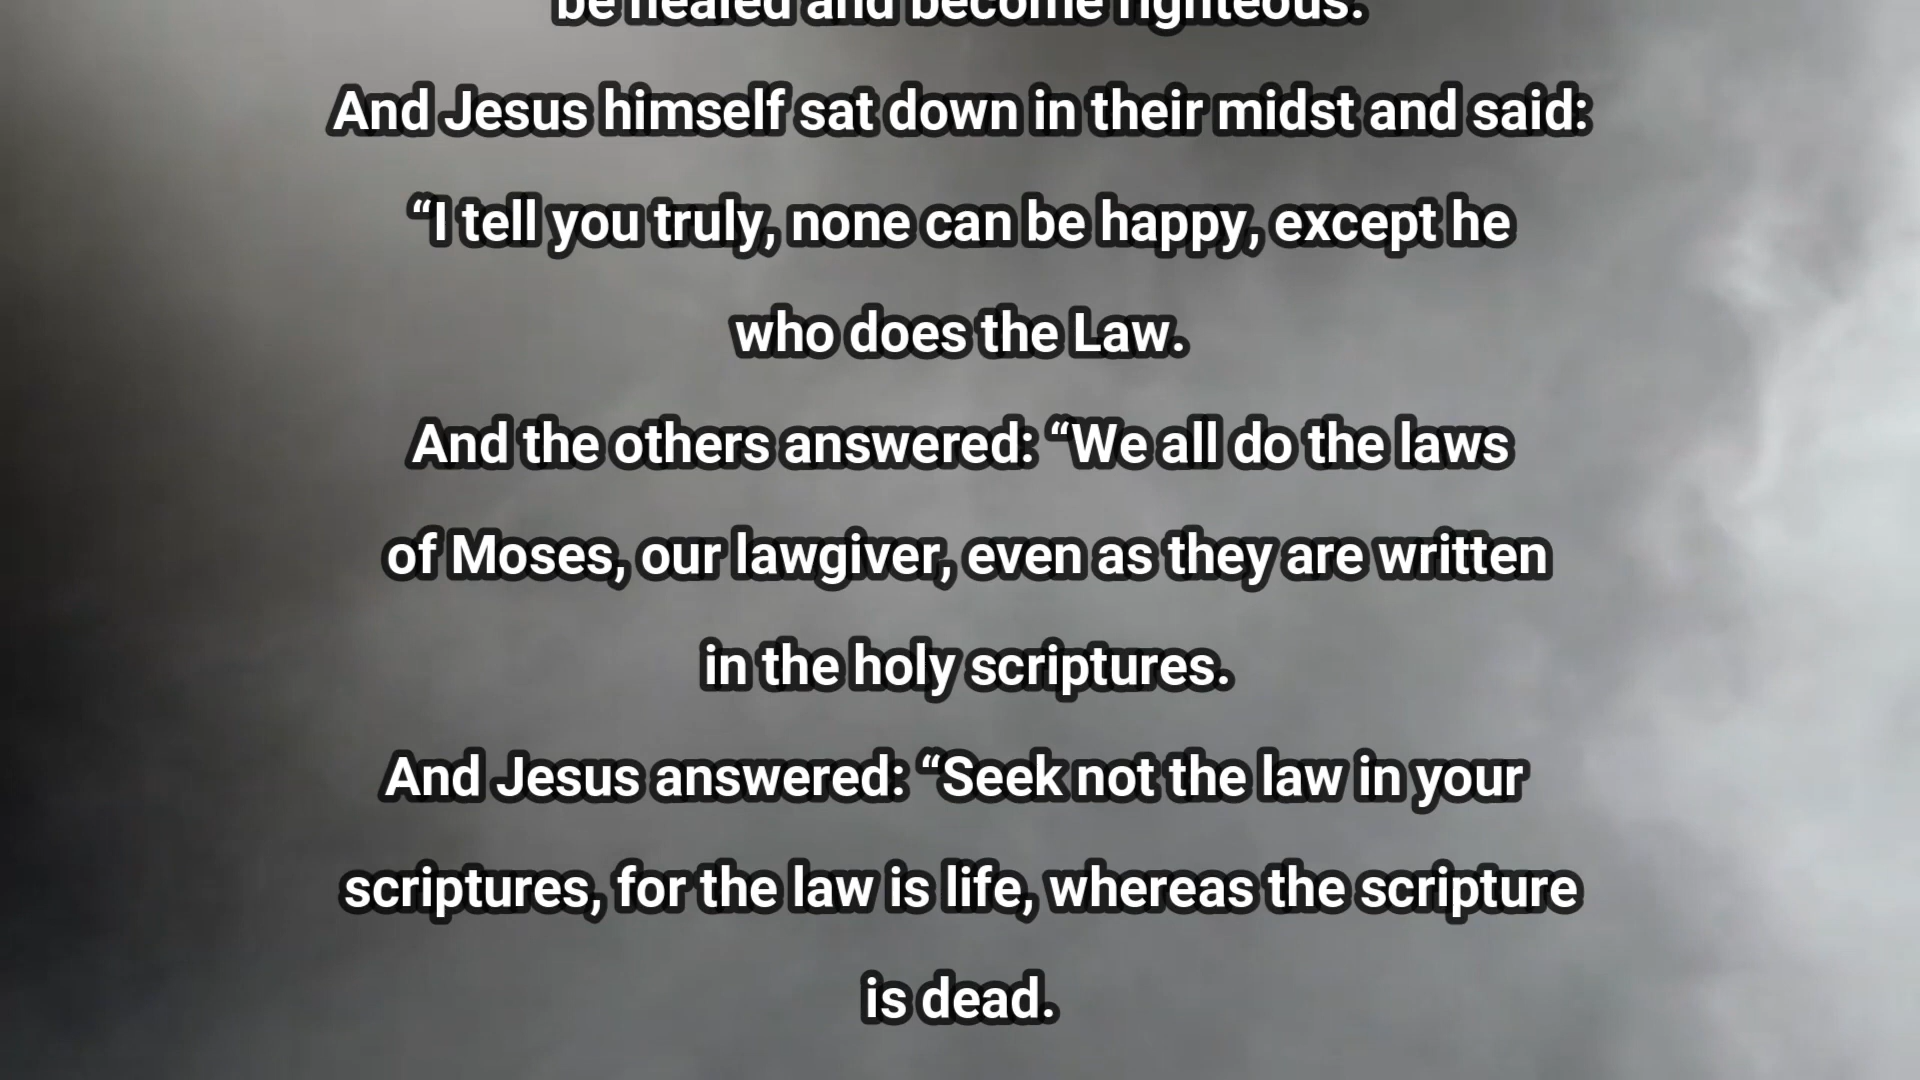 be healed and become righteous.
And Jesus himself sat down in their midst and said:
“I tell you truly, none can be happy, except he
who does the Law.
And the others answered: “We all do the laws
of Moses, our lawgiver, even as they are written
in the holy scriptures.
And Jesus answered: “Seek not the law in your
scriptures, for the law is life, whereas the scripture
is dead.